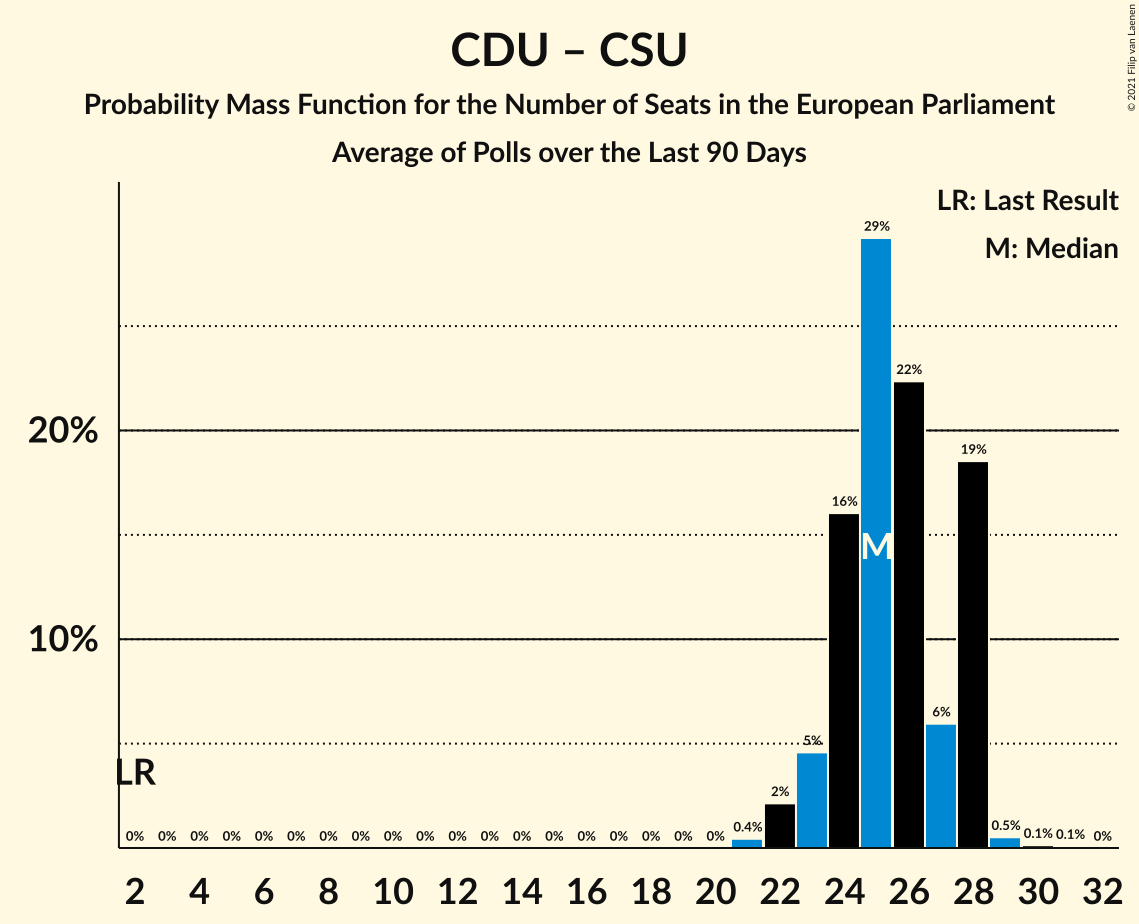 CDU – CSU
Probability Mass Function for the Number of Seats in the European Parliament
Average of Polls over the Last 90 Days
© 2021 Filip van Laenen
LR: Last Result
M: Median
29%
22%
20%
19%
16%
M
10%
6%
5%
LR
2%
0% 0% 0% 0% 0% 0% 0% 0% 0% 0% 0% 0% 0% 0% 0% 0% 0% 0% 0% 0.4% 0.5% 0.1% 0.1% 0%
2 4 6 8 10 12 14 16 18 20 22 24 26 28 30 32